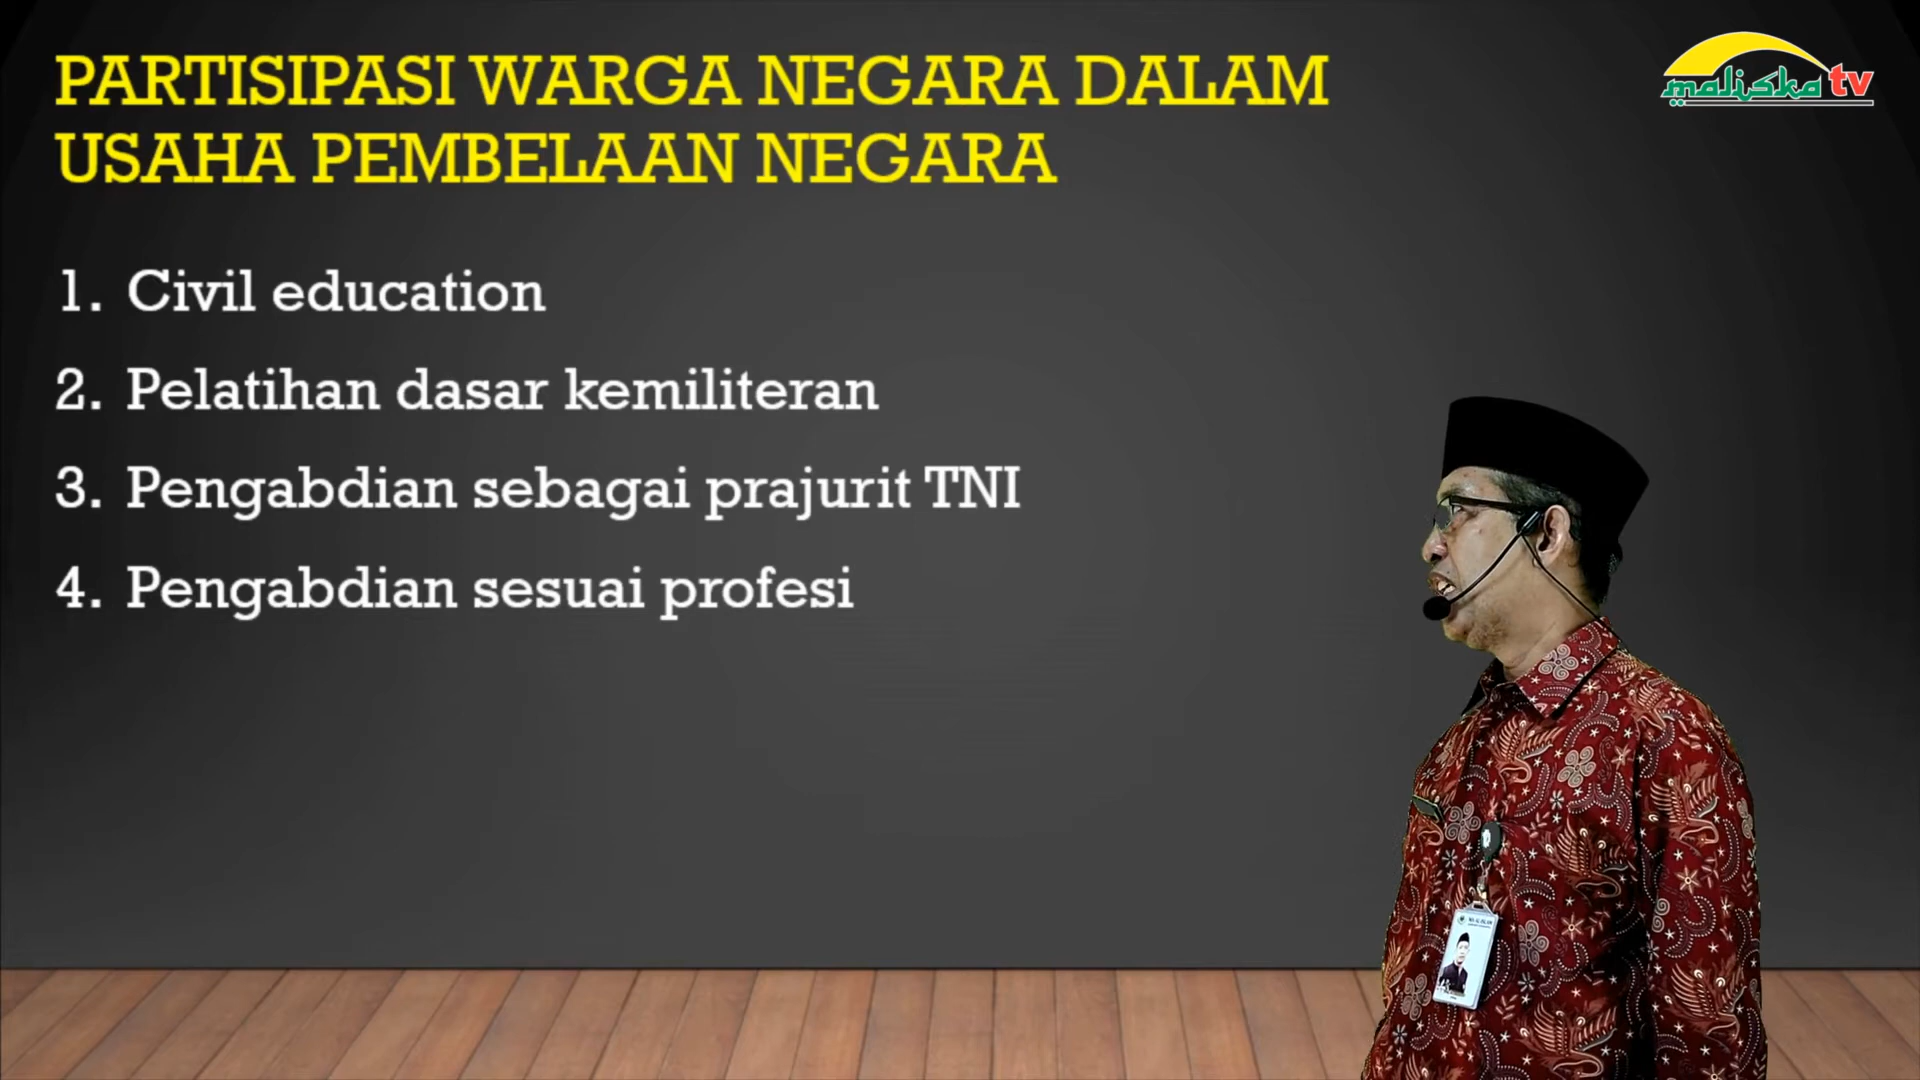 PARTISIPASI WARGA NEGARA DALAM
USAHA PEMBELAAN NEGARA
maliska tv
1. Civil education
2. Pelatihan dasar kemiliteran
3. Pengabdian sebagai prajurit TNI
4. Pengabdian sesuai profesi